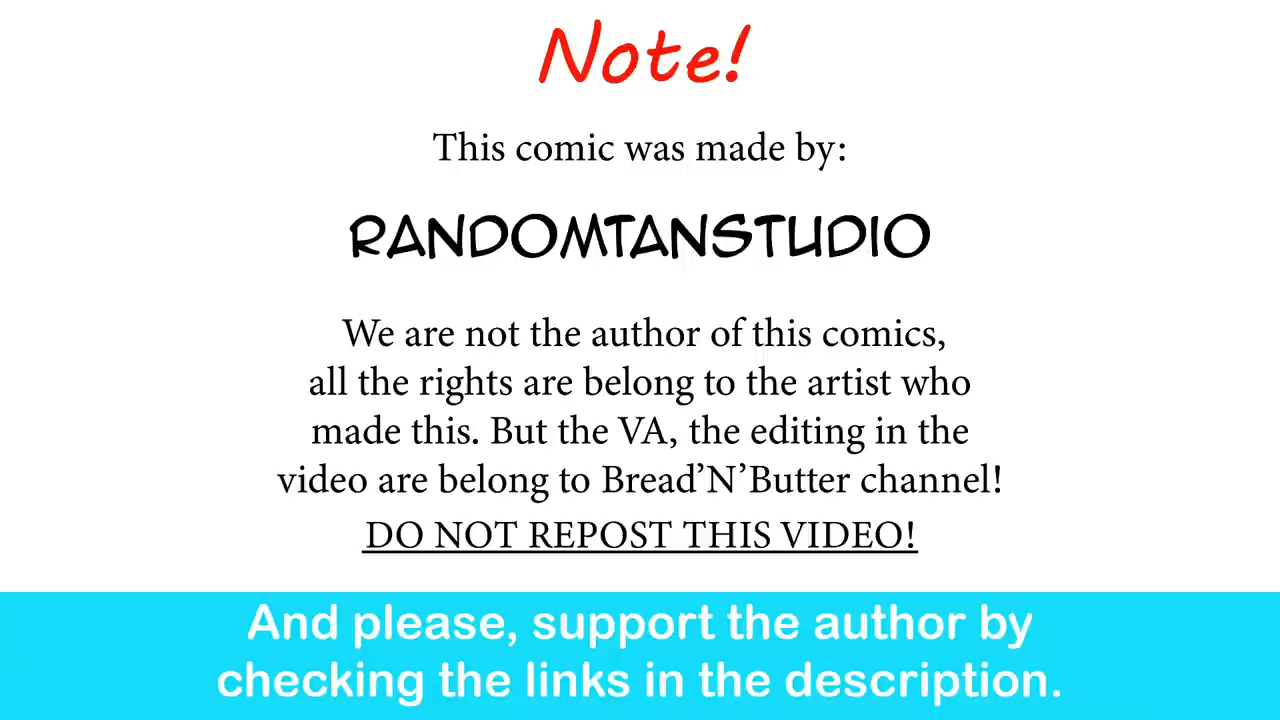 Note!
This comic was made by:
RANDOMTANSTUDIO
We are not the author of this comics,
all the rights are belong to the artist who
made this. But the VA, the editing in the
video are belong to Bread’N’Butter channel!
DO NOT REPOST THIS VIDEO!
And please, support the author by
checking the links in the description.